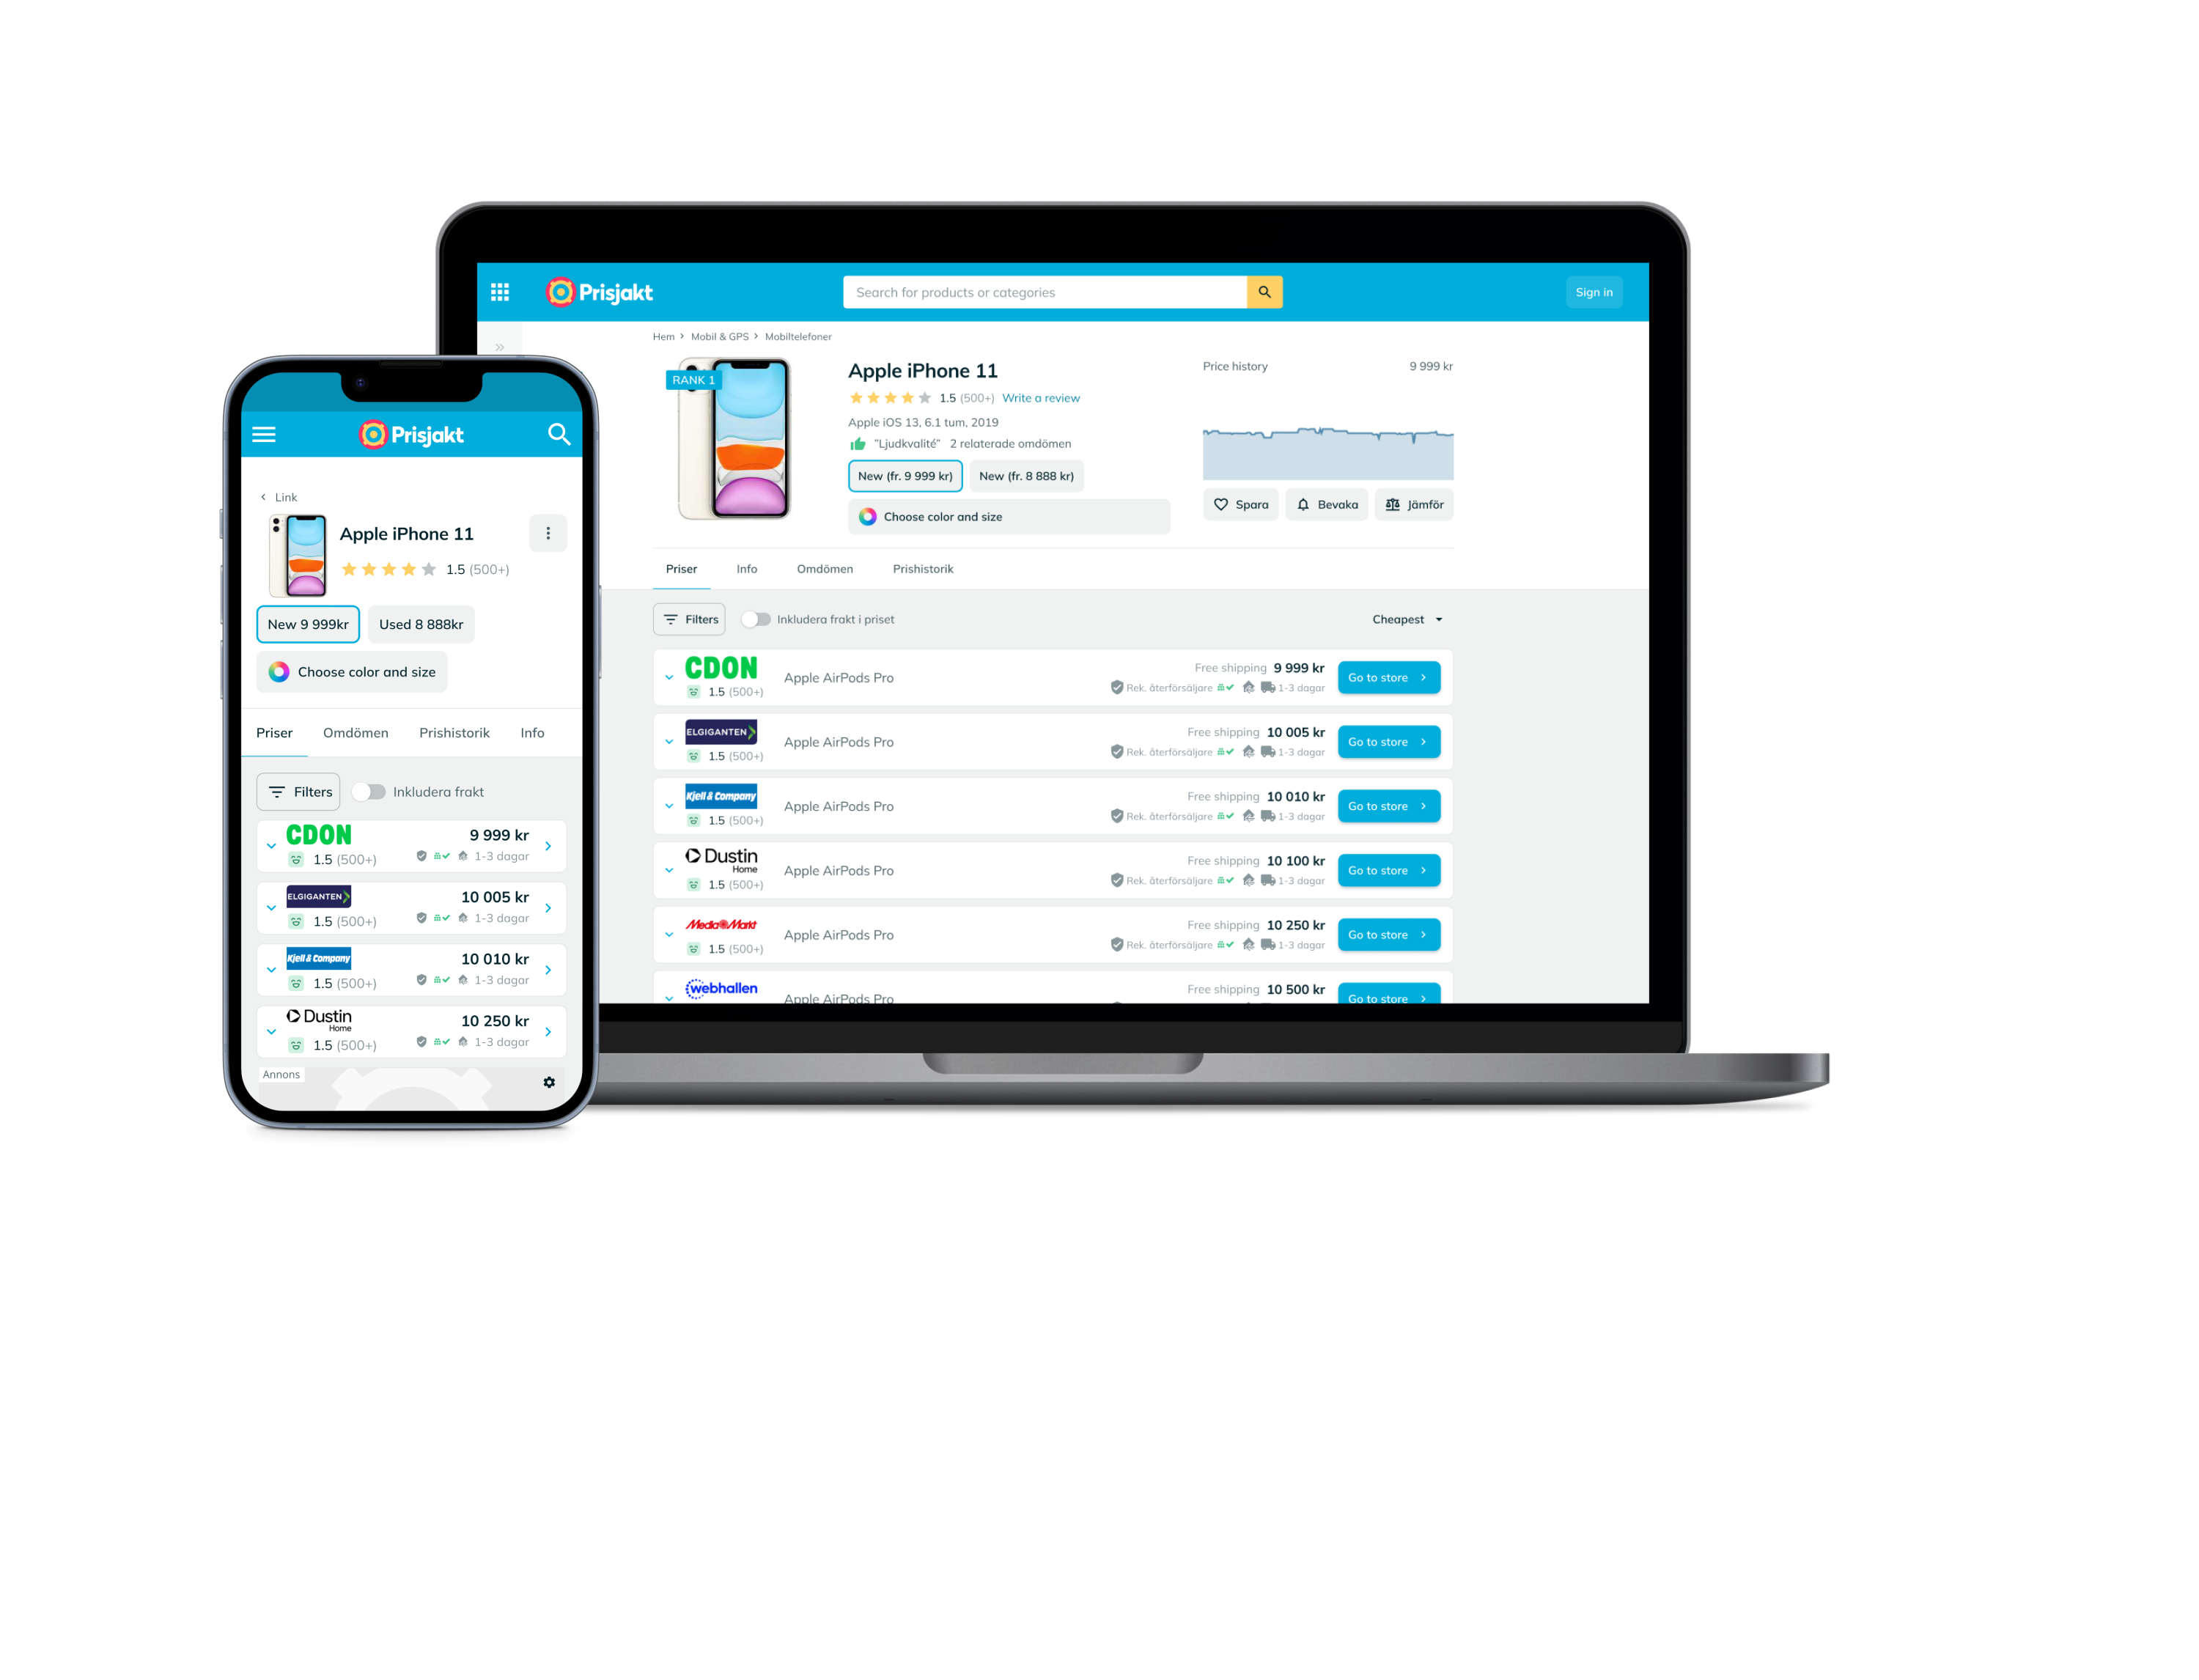 Prisjakt
Search for products or categories
Sign in
Hem > Mobil & GPS > Mobiltelefoner
RANK 1
Apple iPhone 11
1.5 (500+) Write a review
Apple iOS 13, 6.1 tum, 2019
"Ljudkvalité" 2 relaterade omdömen
New (fr. 9 999 kr) New (fr. 8 888 kr)
Choose color and size
Price history 9 999 kr
Spara Bevaka Jämför
Priser Info Omdömen Prishistorik
Filters Inkludera frakt i priset Cheapest
CDON Apple AirPods Pro Free shipping 9 999 kr Go to store
1.5 (500+) Rek. återförsäljare 1-3 dagar
ELGIGANTEN Apple AirPods Pro Free shipping 10 005 kr Go to store
1.5 (500+) Rek. återförsäljare 1-3 dagar
Kjell & Company Apple AirPods Pro Free shipping 10 010 kr Go to store
1.5 (500+) Rek. återförsäljare 1-3 dagar
Dustin Home Apple AirPods Pro Free shipping 10 100 kr Go to store
1.5 (500+) Rek. återförsäljare 1-3 dagar
Media Markt Apple AirPods Pro Free shipping 10 250 kr Go to store
1.5 (500+) Rek. återförsäljare 1-3 dagar
webhallen Apple AirPods Pro Free shipping 10 500 kr Go to store
Prisjakt
Link
Apple iPhone 11
1.5 (500+)
New 9 999kr Used 8 888kr
Choose color and size
Priser Omdömen Prishistorik Info
Filters Inkludera frakt
CDON 9 999 kr
1.5 (500+) 1-3 dagar
ELGIGANTEN 10 005 kr
1.5 (500+) 1-3 dagar
Kjell & Company 10 010 kr
1.5 (500+) 1-3 dagar
Dustin Home 10 250 kr
1.5 (500+) 1-3 dagar
Annons